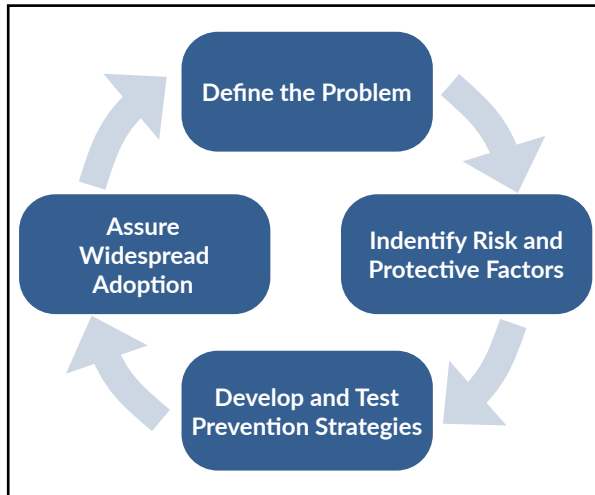 Define the Problem
Indentify Risk and
Protective Factors
Develop and Test
Prevention Strategies
Assure
Widespread
Adoption